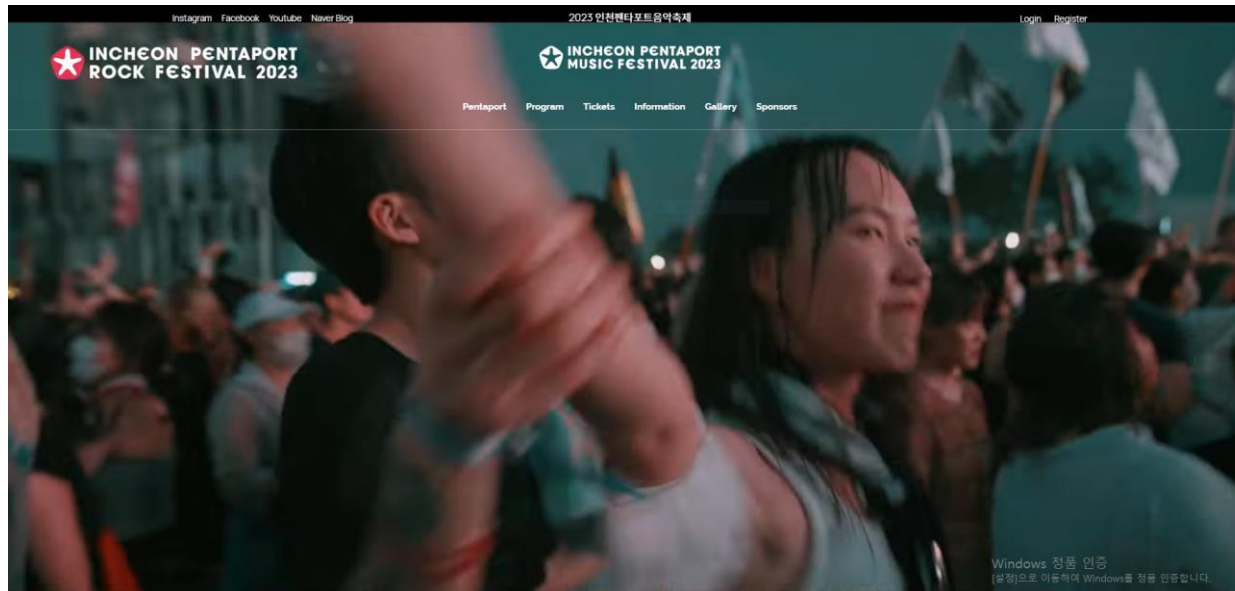 Instagram Facebook Youtube Naver Blog
2023 인천펜타포트음악축제
Login Register
INCHEON PENTAPORT
ROCK FESTIVAL 2023
INCHEON PENTAPORT
MUSIC FESTIVAL 2023
Pentaport Program Tickets Information Gallery Sponsors
Windows 정품 인증
[설정]으로 이동하여 Windows를 정품 인증합니다.